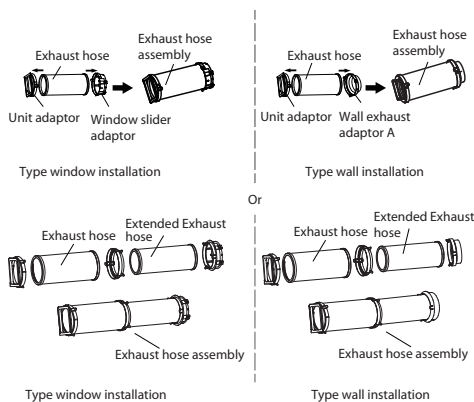 Exhaust hose
Exhaust hose
assembly
Unit adaptor
Window slider
adaptor
Type window installation
Exhaust hose
Exhaust hose
assembly
Unit adaptor
Wall exhaust
adaptor A
Type wall installation
Or
Exhaust hose
Extended Exhaust
hose
Exhaust hose assembly
Type window installation
Exhaust hose
Extended Exhaust
hose
Exhaust hose assembly
Type wall installation